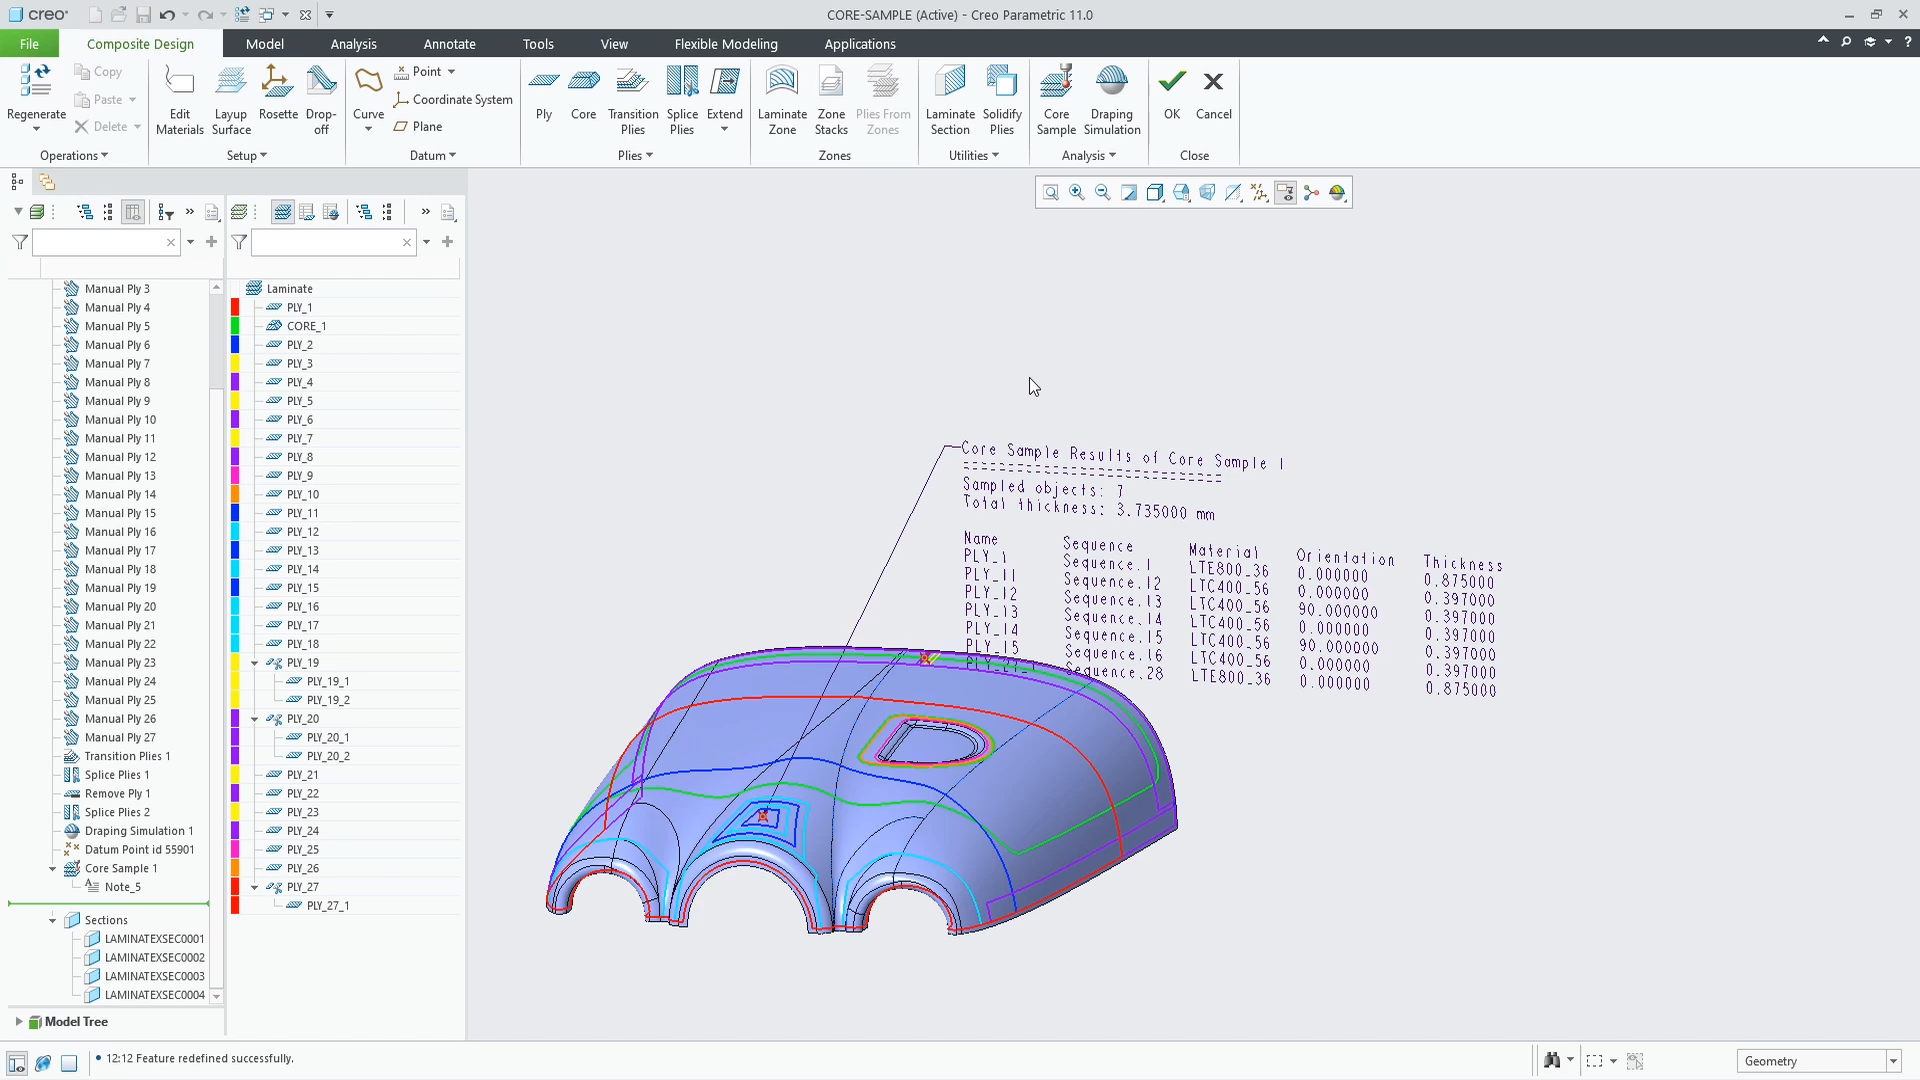 creo
CORE-SAMPLE (Active) - Creo Parametric 11.0
File
Composite Design
Model
Analysis
Annotate
Tools
View
Flexible Modeling
Applications
Regenerate
Copy
Paste
Delete
Operations
Edit Materials
Layup Surface
Rosette
Drop-off
Setup
Curve
Point
Coordinate System
Plane
Datum
Ply
Core
Transition Plies
Splice Plies
Extend
Plies
Laminate Zone
Zone Stacks
Plies From Zones
Zones
Laminate Section
Solidify Plies
Utilities
Core Sample
Draping Simulation
Analysis
OK
Cancel
Close
Manual Ply 3
Manual Ply 4
Manual Ply 5
Manual Ply 6
Manual Ply 7
Manual Ply 8
Manual Ply 9
Manual Ply 10
Manual Ply 11
Manual Ply 12
Manual Ply 13
Manual Ply 14
Manual Ply 15
Manual Ply 16
Manual Ply 17
Manual Ply 18
Manual Ply 19
Manual Ply 20
Manual Ply 21
Manual Ply 22
Manual Ply 23
Manual Ply 24
Manual Ply 25
Manual Ply 26
Manual Ply 27
Transition Plies 1
Splice Plies 1
Remove Ply 1
Splice Plies 2
Draping Simulation 1
Datum Point id 55901
Core Sample 1
Note_5
Sections
LAMINATEXSEC0001
LAMINATEXSEC0002
LAMINATEXSEC0003
LAMINATEXSEC0004
Model Tree
Laminate
PLY_1
CORE_1
PLY_2
PLY_3
PLY_4
PLY_5
PLY_6
PLY_7
PLY_8
PLY_9
PLY_10
PLY_11
PLY_12
PLY_13
PLY_14
PLY_15
PLY_16
PLY_17
PLY_18
PLY_19
PLY_19_1
PLY_19_2
PLY_20
PLY_20_1
PLY_20_2
PLY_21
PLY_22
PLY_23
PLY_24
PLY_25
PLY_26
PLY_27
PLY_27_1
Core Sample Results of Core Sample 1
Sampled objects: 7
Total thickness: 3.735000 mm
Name Sequence Material Orientation Thickness
PLY_1 Sequence.1 LTE800_36 0.000000 0.875000
PLY_11 Sequence.12 LTC400_56 0.000000 0.397000
PLY_12 Sequence.13 LTC400_56 90.000000 0.397000
PLY_13 Sequence.14 LTC400_56 0.000000 0.397000
PLY_14 Sequence.15 LTC400_56 90.000000 0.397000
PLY_15 Sequence.16 LTC400_56 0.000000 0.397000
Sequence.28 LTE800_36 0.000000 0.875000
12:12 Feature redefined successfully.
Geometry